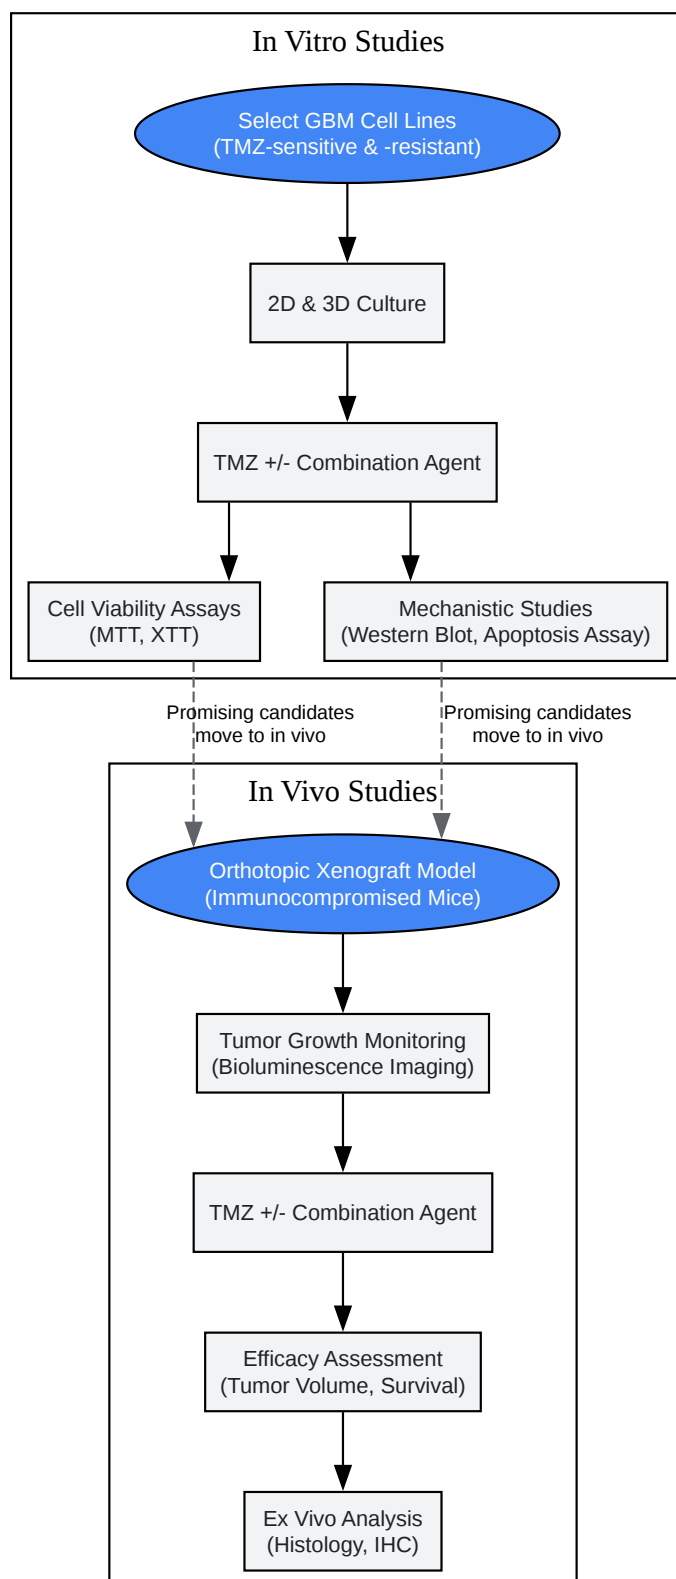 In Vitro Studies
Select GBM Cell Lines
(TMZ-sensitive & -resistant)
2D & 3D Culture
TMZ +/- Combination Agent
Cell Viability Assays
(MTT, XTT)
Mechanistic Studies
(Western Blot, Apoptosis Assay)
Promising candidates
move to in vivo
Promising candidates
move to in vivo
In Vivo Studies
Orthotopic Xenograft Model
(Immunocompromised Mice)
Tumor Growth Monitoring
(Bioluminescence Imaging)
TMZ +/- Combination Agent
Efficacy Assessment
(Tumor Volume, Survival)
Ex Vivo Analysis
(Histology, IHC)